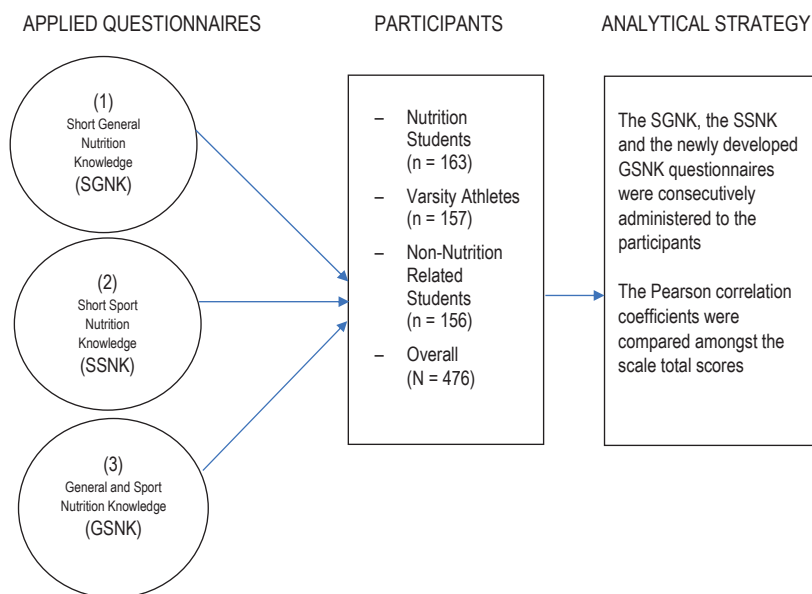 APPLIED QUESTIONNAIRES
(1)
Short General
Nutrition
Knowledge
(SGNK)
(2)
Short Sport
Nutrition
Knowledge
(SSNK)
(3)
General and Sport
Nutrition Knowledge
(GSNK)
PARTICIPANTS
– Nutrition
Students
(n = 163)
– Varsity Athletes
(n = 157)
– Non-Nutrition
Related
Students
(n = 156)
– Overall
(N = 476)
ANALYTICAL STRATEGY
The SGNK, the SSNK
and the newly developed
GSNK questionnaires
were consecutively
administered to the
participants
The Pearson correlation
coefficients were
compared amongst the
scale total scores